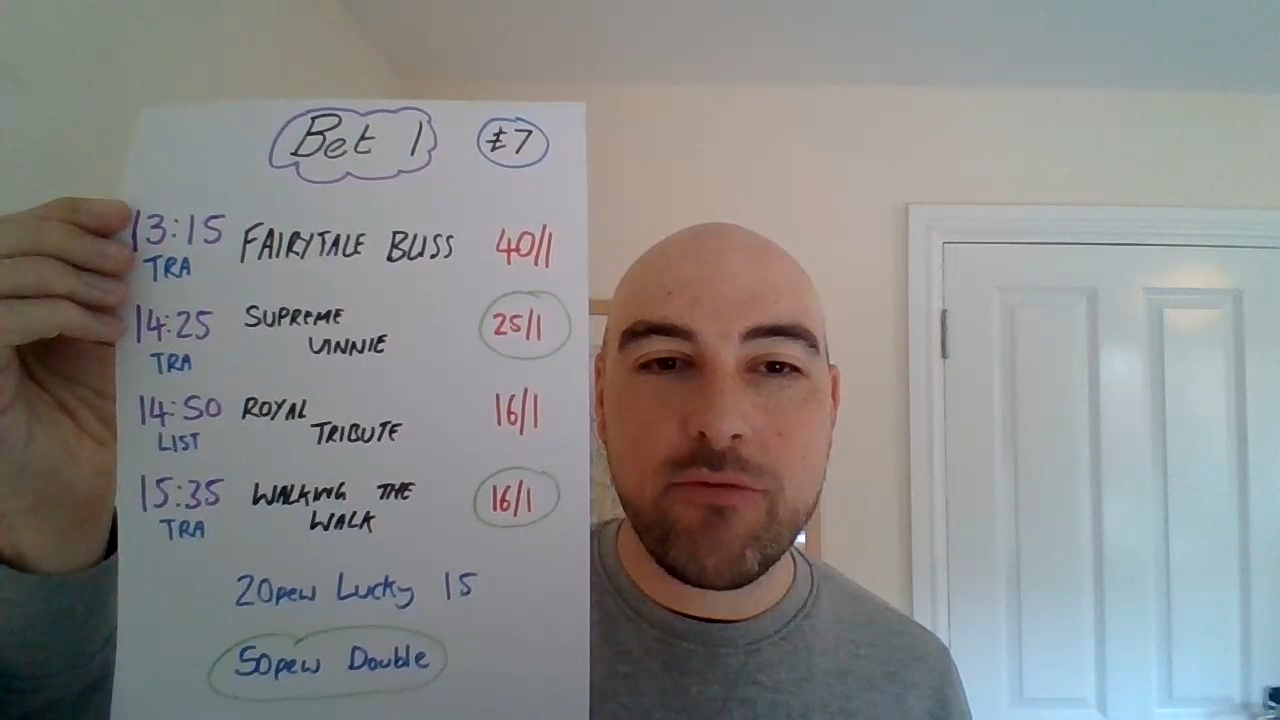 Bet 1 £7
13:15 FAIRYTALE BLISS 40/1
TRA
14:25 SUPREME VINNIE 25/1
TRA
14:50 ROYAL TRIBUTE 16/1
LIST
15:35 WALKING THE WALK 16/1
TRA
20pew Lucky 15
50pew Double